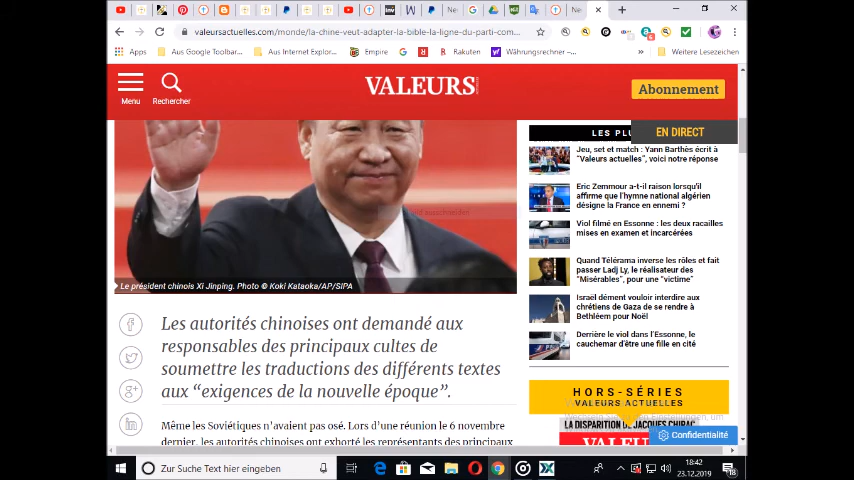 valeursactuelles.com/monde/la-chine-veut-adapter-la-bible-la-ligne-du-parti-com...
Apps
Aus Google Toolbar...
Aus Internet Explor...
Empire
Rakuten
Währungsrechner...
Weitere Lesezeichen
Menu
Rechercher
VALEURS
Abonnement
LES PLU
EN DIRECT
Jeu, set et match : Yann Barthès écrit à
"Valeurs actuelles", voici notre réponse
Eric Zemmour a-t-il raison lorsqu'il
affirme que l'hymne national algérien
désigne la France en ennemi ?
Viol filmé en Essonne : les deux racailles
mises en examen et incarcérées
Quand Télérama inverse les rôles et fait
passer Ladj Ly, le réalisateur des
"Misérables", pour une "victime"
Israël dément vouloir interdire aux
chrétiens de Gaza de se rendre à
Bethléem pour Noël
Derrière le viol dans l'Essonne, le
cauchemar d'être une fille en cité
Le président chinois Xi Jinping. Photo © Koki Kataoka/AP/SIPA
Les autorités chinoises ont demandé aux
responsables des principaux cultes de
soumettre les traductions des différents textes
aux “exigences de la nouvelle époque”.
Même les Soviétiques n'avaient pas osé. Lors d'une réunion le 6 novembre
dernier, les autorités chinoises ont exhorté les représentants des principaux
HORS-SÉRIES
VALEURS ACTUELLES
LA DISPARITION DE JACQUES CHIRAC
Confidentialité
Zur Suche Text hier eingeben
18:42
23.12.2019
18